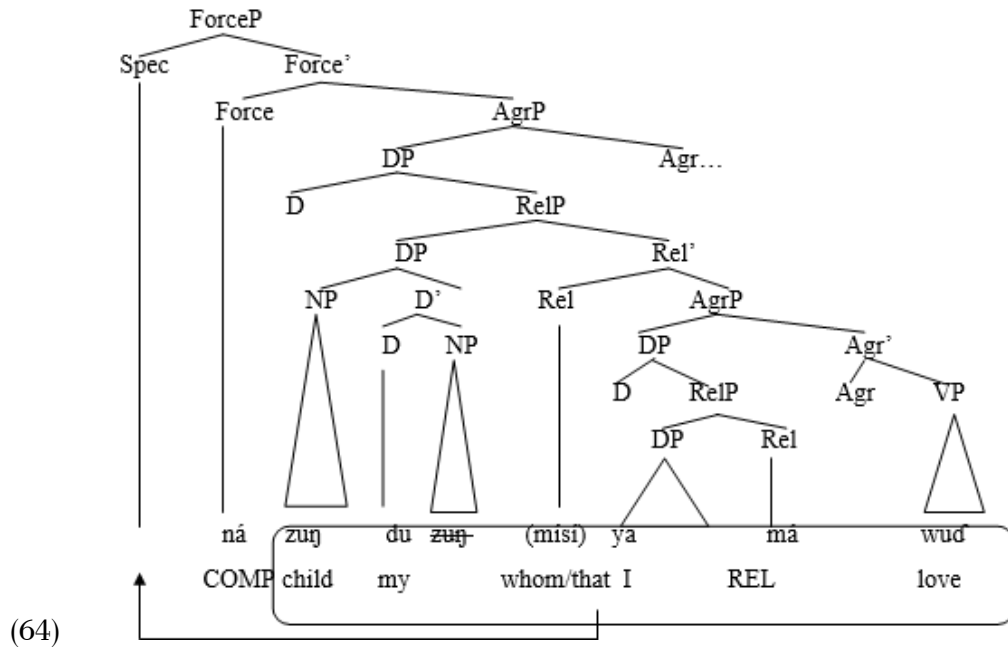 ForceP
Spec Force’
Force AgrP
DP Agr…
D RelP
DP Rel’
NP D’ Rel AgrP
D NP DP Agr’
D RelP Agr VP
DP Rel
ná zuŋ du zuŋ (mísí) ya má wuɗ
COMP child my whom/that I REL love
(64)